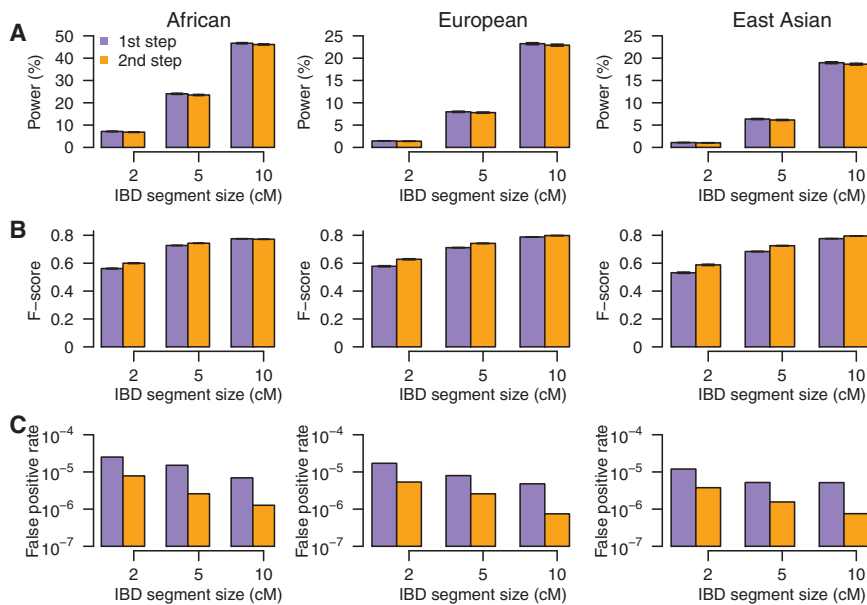 African
European
East Asian
A
1st step
2nd step
Power (%)
50
40
30
20
10
0
2
5
10
IBD segment size (cM)
Power (%)
25
20
15
10
5
0
2
5
10
IBD segment size (cM)
Power (%)
25
20
15
10
5
0
2
5
10
IBD segment size (cM)
B
F−score
0.8
0.6
0.4
0.2
0
2
5
10
IBD segment size (cM)
F−score
0.8
0.6
0.4
0.2
0
2
5
10
IBD segment size (cM)
F−score
0.8
0.6
0.4
0.2
0
2
5
10
IBD segment size (cM)
C
False positive rate
10⁻⁴
10⁻⁵
10⁻⁶
10⁻⁷
2
5
10
IBD segment size (cM)
False positive rate
10⁻⁴
10⁻⁵
10⁻⁶
10⁻⁷
2
5
10
IBD segment size (cM)
False positive rate
10⁻⁴
10⁻⁵
10⁻⁶
10⁻⁷
2
5
10
IBD segment size (cM)